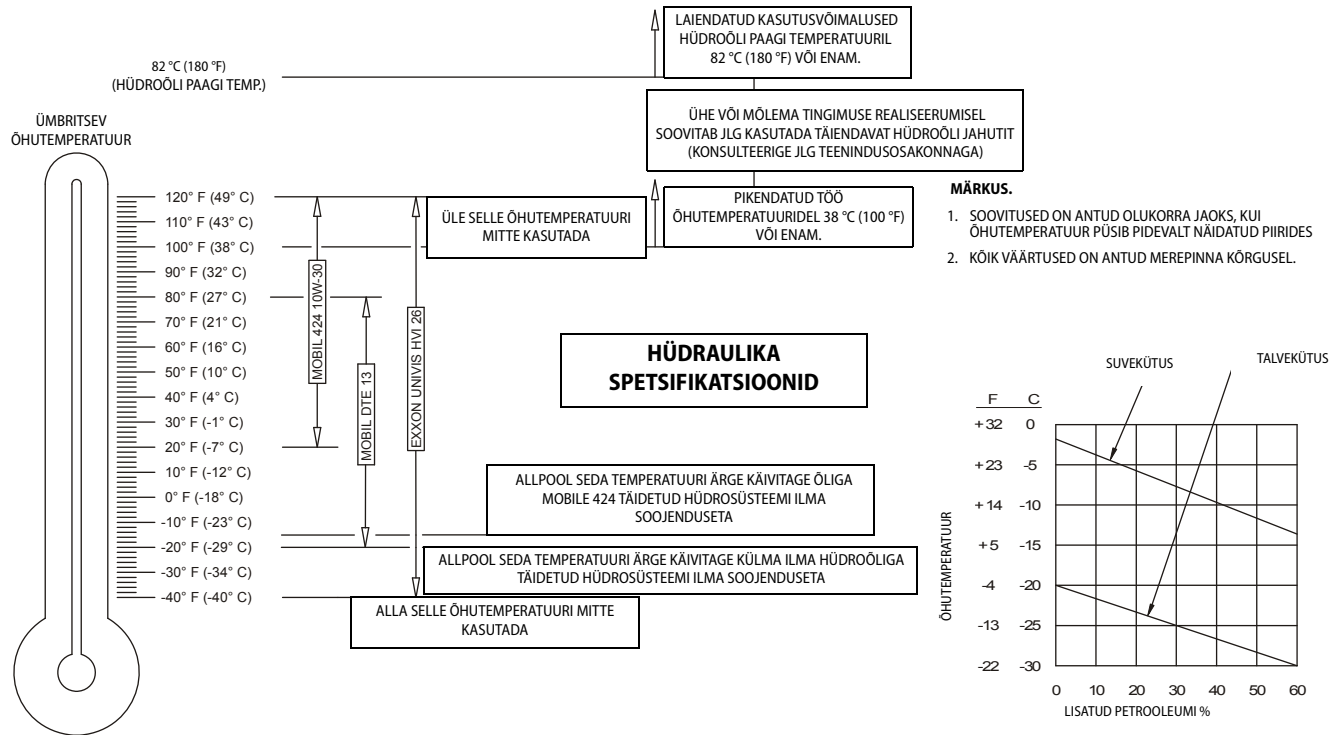 LAIENDATUD KASUTUSVÕIMALUSED
HÜDROÕLI PAAGI TEMPERATUURIL
82 °C (180 °F) VÕI ENAM.
82 °C (180 °F)
(HÜDROÕLI PAAGI TEMP.)
ÜHE VÕI MÕLEMA TINGIMUSE REALISEERUMISEL
SOOVITAB JLG KASUTADA TÄIENDAVAT HÜDROÕLI JAHUTIT
(KONSULTEERIGE JLG TEENINDUSOSAKONNAGA)
ÜMBRITSEV
ÕHUTEMPERATUUR
120° F (49° C)
110° F (43° C)
100° F (38° C)
90° F (32° C)
80° F (27° C)
70° F (21° C)
60° F (16° C)
50° F (10° C)
40° F (4° C)
30° F (-1° C)
20° F (-7° C)
10° F (-12° C)
0° F (-18° C)
-10° F (-23° C)
-20° F (-29° C)
-30° F (-34° C)
-40° F (-40° C)
MOBIL 424 10W-30
MOBIL DTE 13
EXXON UNIVIS HVI 26
ÜLE SELLE ÕHUTEMPERATUURI
MITTE KASUTADA
PIKENDATUD TÖÖ
ÕHUTEMPERATUURIDEL 38 °C (100 °F)
VÕI ENAM.
MÄRKUS.
1. SOOVITUSED ON ANTUD OLUKORRA JAOKS, KUI
ÕHUTEMPERATUUR PÜSIB PIDEVALT NÄIDATUD PIIRIDES
2. KÕIK VÄÄRTUSED ON ANTUD MEREPINNA KÕRGUSEL.
HÜDRAULIKA
SPETSIFIKATSIOONID
ALLPOOL SEDA TEMPERATUURI ÄRGE KÄIVITAGE ÕLIGA
MOBILE 424 TÄIDETUD HÜDROSÜSTEEMI ILMA
SOOJENDUSETA
ALLPOOL SEDA TEMPERATUURI ÄRGE KÄIVITAGE KÜLMA ILMA HÜDROÕLIGA
TÄIDETUD HÜDROSÜSTEEMI ILMA SOOJENDUSETA
ALLA SELLE ÕHUTEMPERATUURI MITTE
KASUTADA
SUVEKÜTUS
TALVEKÜTUS
F C
+32 0
+23 -5
+14 -10
+5 -15
-4 -20
-13 -25
-22 -30
ÕHUTEMPERATUUR
0 10 20 30 40 50 60
LISATUD PETROOLEUMI %